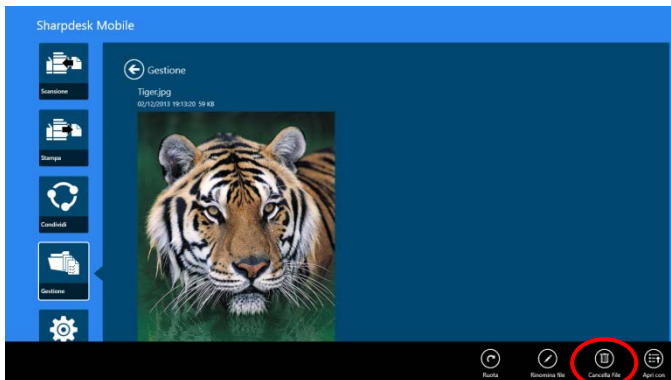 Sharpdesk Mobile
Scansione
Stampa
Condividi
Gestione
Gestione
Tiger.jpg
02/12/2013 19:13:20 59 KB
Ruota
Rinomina file
Cancella File
Apri con